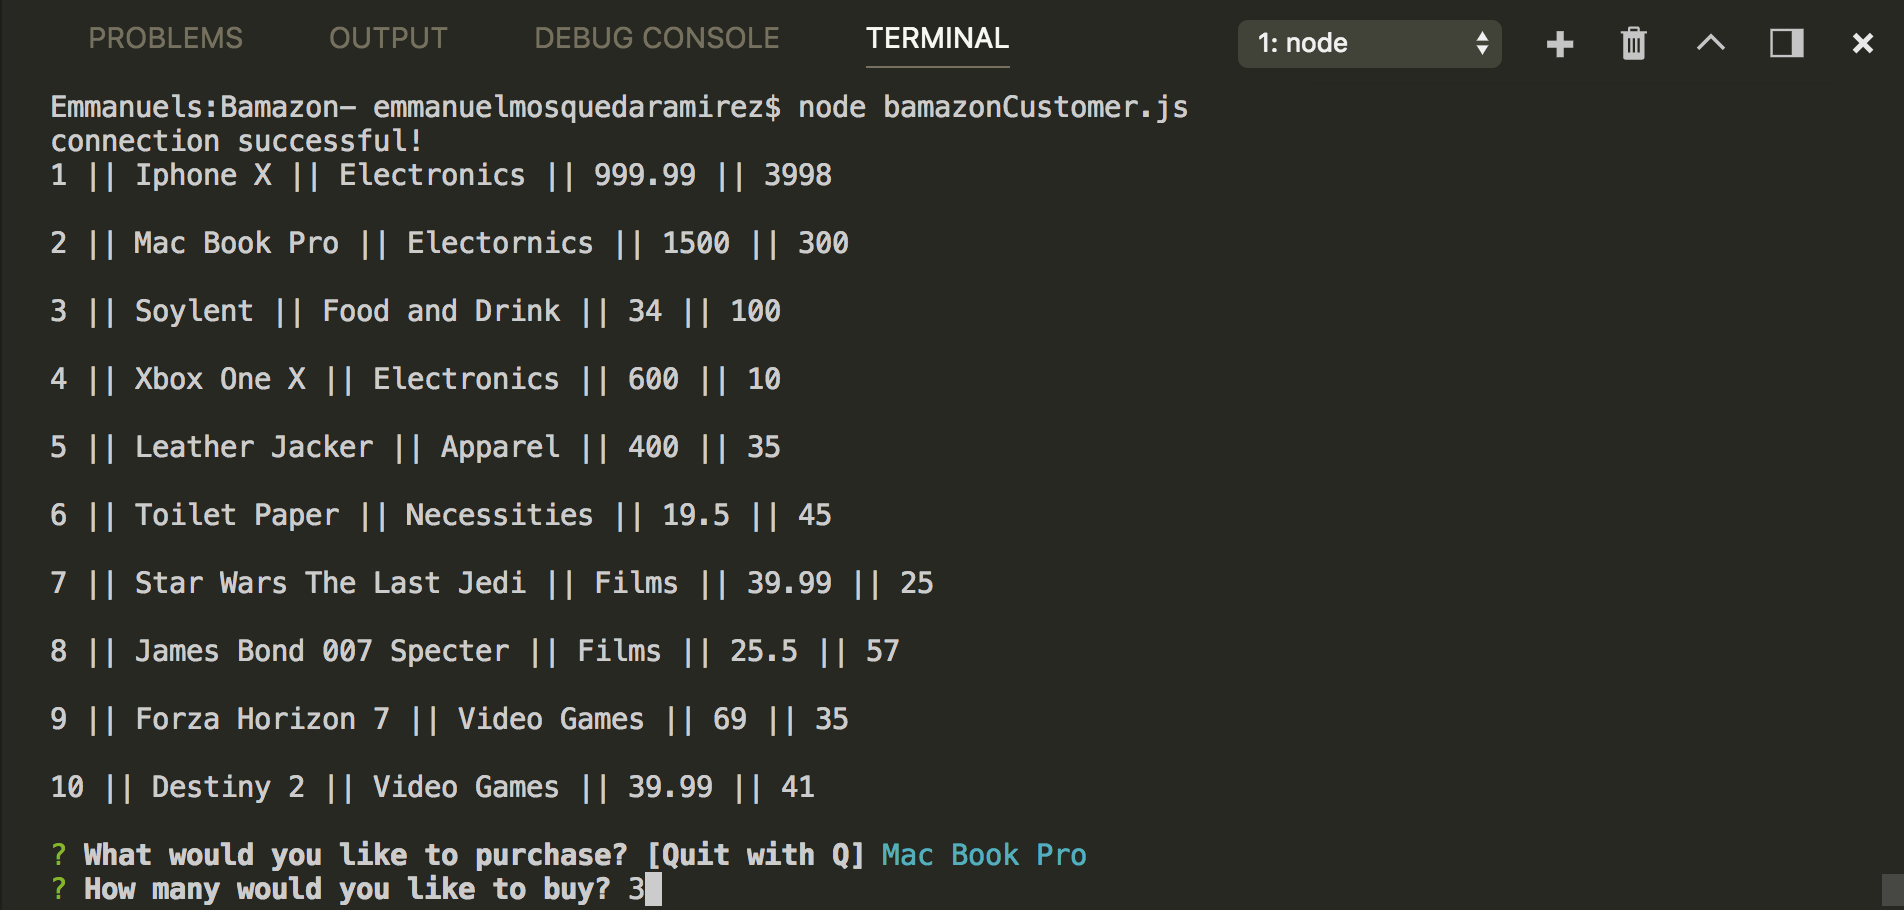 PROBLEMS OUTPUT DEBUG CONSOLE TERMINAL 1: node
Emmanuels:Bamazon- emmanuelmosquedaramirez$ node bamazonCustomer.js
connection successful!
1 || Iphone X || Electronics || 999.99 || 3998
2 || Mac Book Pro || Electornics || 1500 || 300
3 || Soylent || Food and Drink || 34 || 100
4 || Xbox One X || Electronics || 600 || 10
5 || Leather Jacker || Apparel || 400 || 35
6 || Toilet Paper || Necessities || 19.5 || 45
7 || Star Wars The Last Jedi || Films || 39.99 || 25
8 || James Bond 007 Specter || Films || 25.5 || 57
9 || Forza Horizon 7 || Video Games || 69 || 35
10 || Destiny 2 || Video Games || 39.99 || 41
? What would you like to purchase? [Quit with Q] Mac Book Pro
? How many would you like to buy? 3